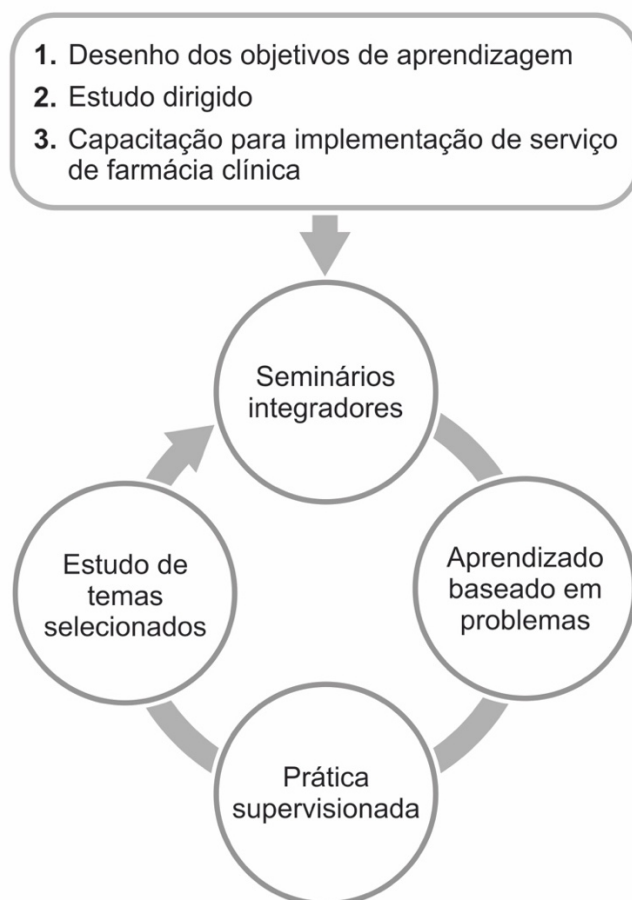 1. Desenho dos objetivos de aprendizagem
2. Estudo dirigido
3. Capacitação para implementação de serviço
de farmácia clínica
Seminários
integradores
Aprendizado
baseado em
problemas
Prática
supervisionada
Estudo de
temas
selecionados